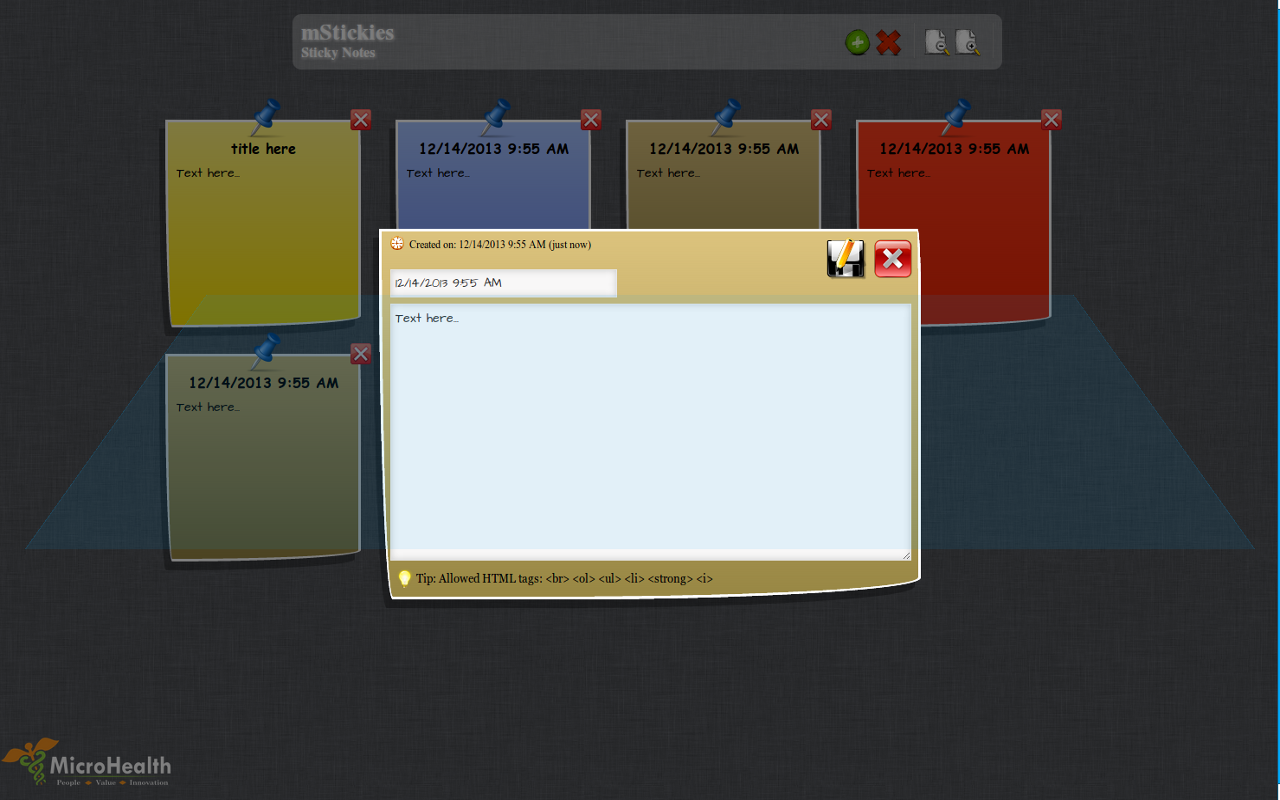 mStickies
Sticky Notes
title here
Text here...
12/14/2013 9:55 AM
Text here...
12/14/2013 9:55 AM
Text here...
12/14/2013 9:55 AM
Text here...
12/14/2013 9:55 AM
Text here...
Created on: 12/14/2013 9:55 AM (just now)
12/14/2013 9:55 AM
Text here...
Tip: Allowed HTML tags: <br> <ol> <ul> <li> <strong> <i>
MicroHealth
People Value Innovation